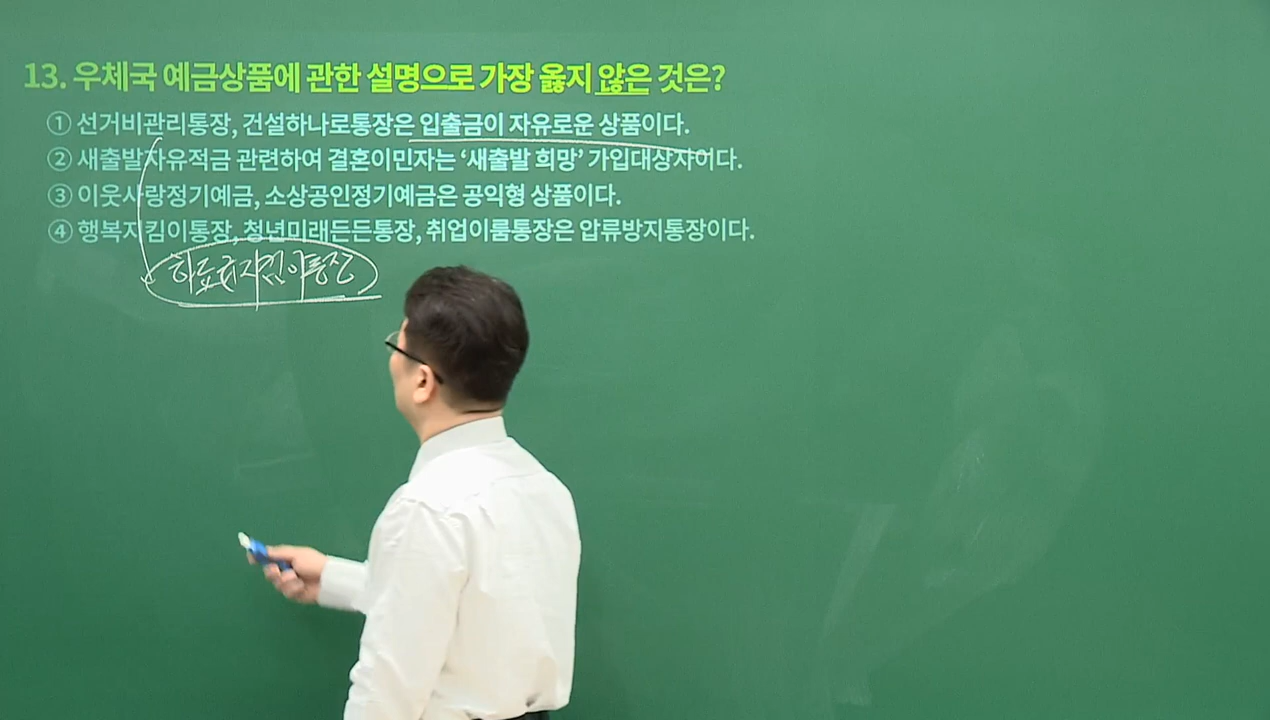 13. 우체국 예금상품에 관한 설명으로 가장 옳지 않은 것은?
① 선거비관리통장, 건설하나로통장은 입출금이 자유로운 상품이다.
② 새출발자유적금 관련하여 결혼이민자는 ‘새출발 희망’ 가입대상자이다.
③ 이웃사랑정기예금, 소상공인정기예금은 공익형 상품이다.
④ 행복지킴이통장, 청년미래든든통장, 취업이룸통장은 압류방지통장이다.